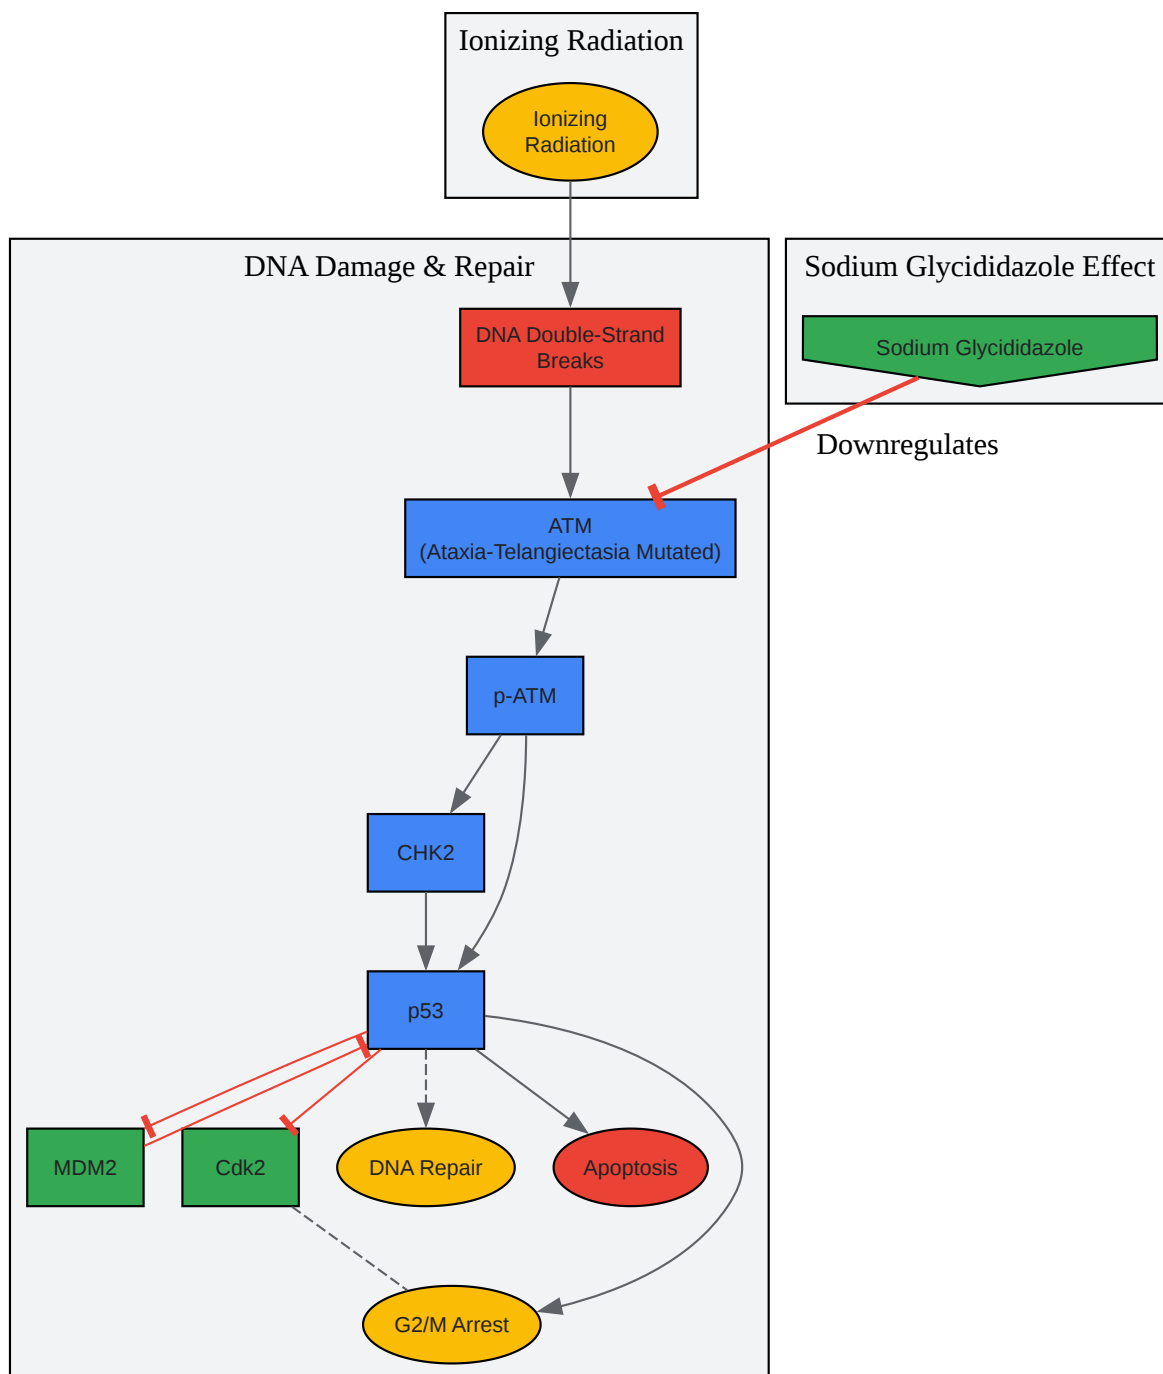 Ionizing Radiation
Ionizing
Radiation
DNA Damage & Repair
Sodium Glycididazole Effect
DNA Double-Strand
Breaks
Sodium Glycididazole
Downregulates
ATM
(Ataxia-Telangiectasia Mutated)
p-ATM
CHK2
p53
MDM2
Cdk2
DNA Repair
Apoptosis
G2/M Arrest